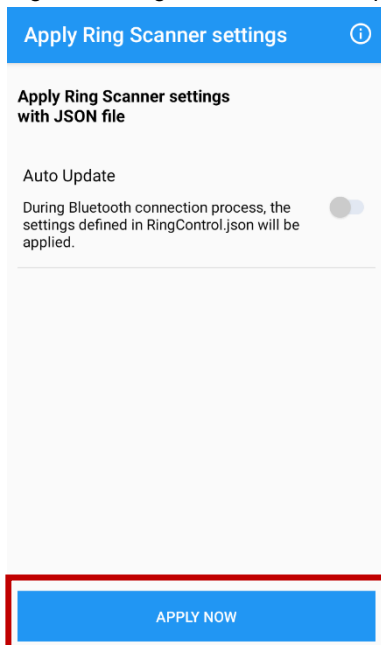 Apply Ring Scanner settings
Apply Ring Scanner settings
with JSON file
Auto Update
During Bluetooth connection process, the
settings defined in RingControl.json will be
applied.
APPLY NOW